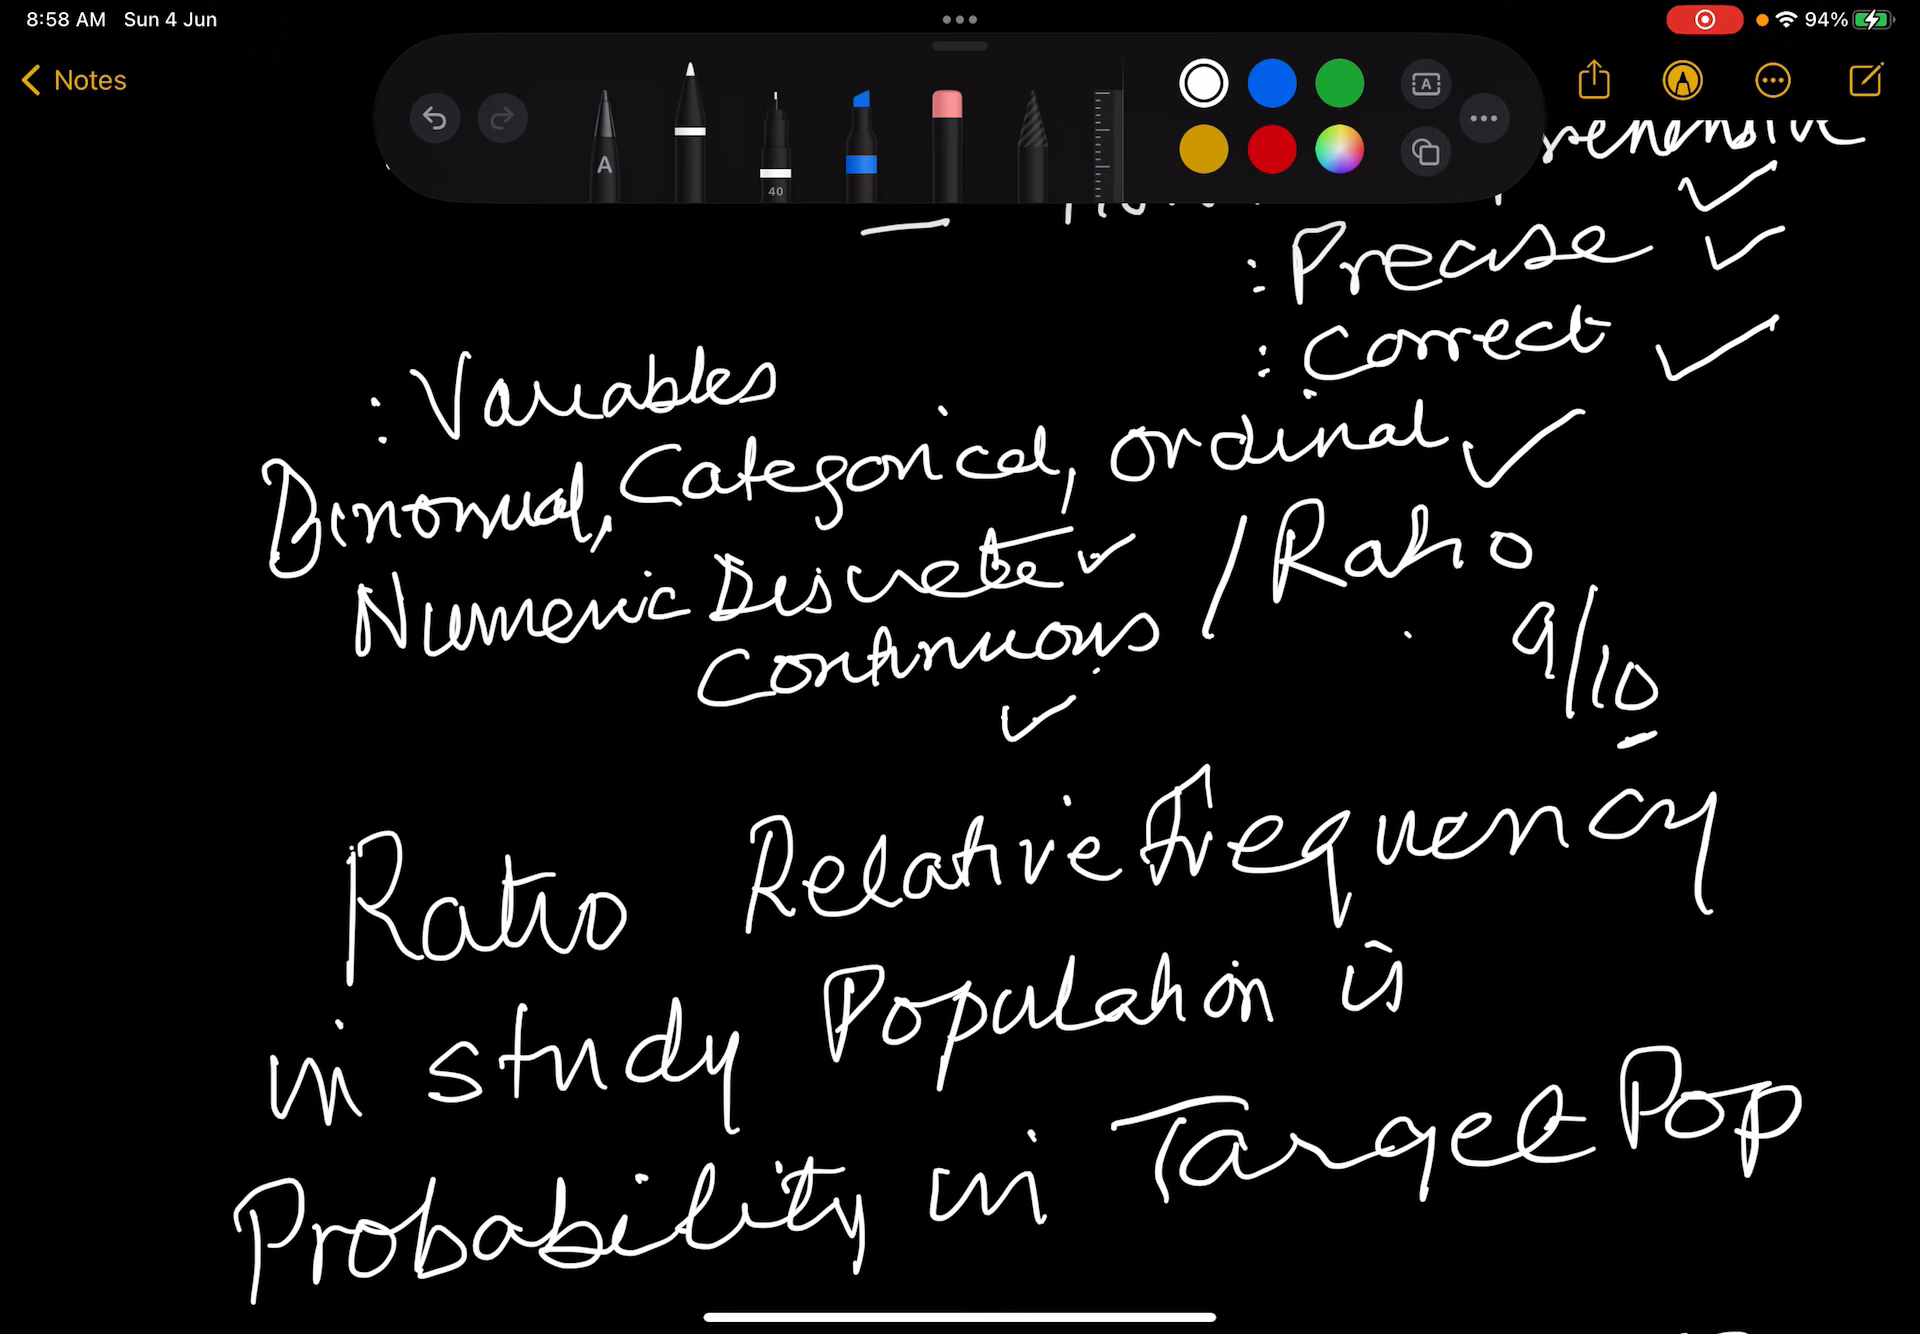 8:58 AM Sun 4 Jun
94%
Notes
A
40
A
: Precise ✓
: Correct ✓
: Variables
Binomial, Categorical, ordinal ✓
Numeric Discrete ✓ / Ratio
Continuous ✓
9/10
Ratio Relative Frequency
in study Population is
Probability in Target Pop